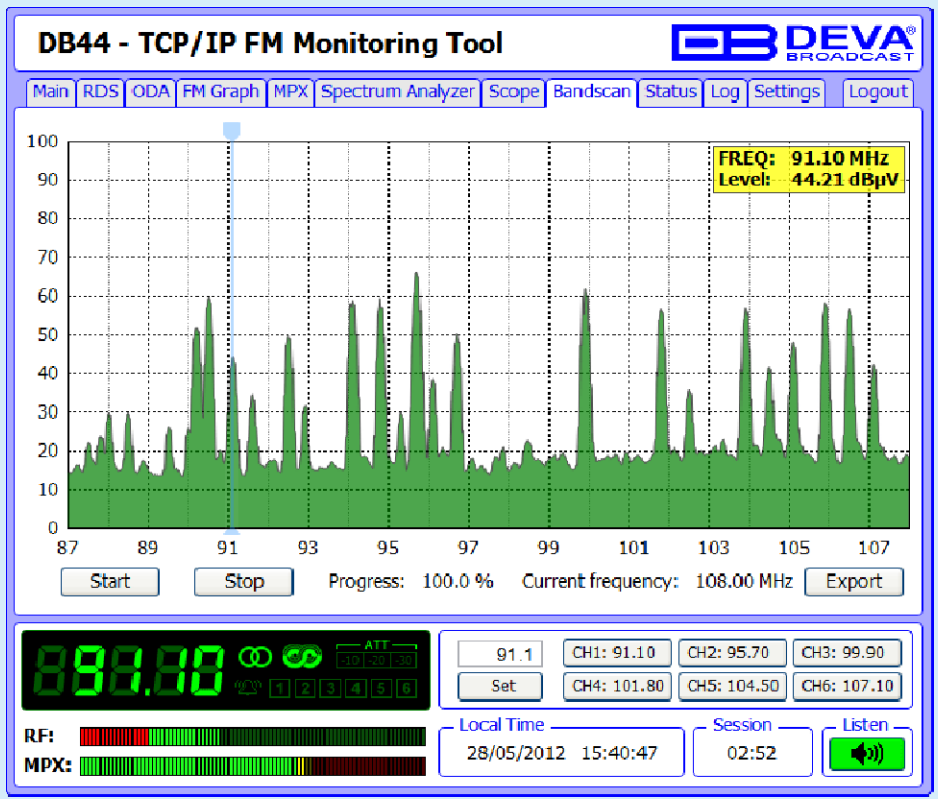 DB44 - TCP/IP FM Monitoring Tool
DEVA®
BROADCAST
Main RDS ODA FM Graph MPX Spectrum Analyzer Scope Bandscan Status Log Settings Logout
FREQ: 91.10 MHz
Level: 44.21 dBµV
100
90
80
70
60
50
40
30
20
10
0
87 89 91 93 95 97 99 101 103 105 107
Start Stop Progress: 100.0 % Current frequency: 108.00 MHz Export
91.10
ATT
-10 -20 -30
1 2 3 4 5 6
91.1 CH1: 91.10 CH2: 95.70 CH3: 99.90
Set CH4: 101.80 CH5: 104.50 CH6: 107.10
RF:
MPX:
Local Time
28/05/2012 15:40:47
Session
02:52
Listen